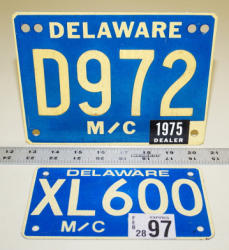 DELAWARE
D972
M/C
1975
DEALER
12 13 14 15 16 17 18 19 20 21
DELAWARE
XL600
M/C
FEB
28
EXPIRES
97